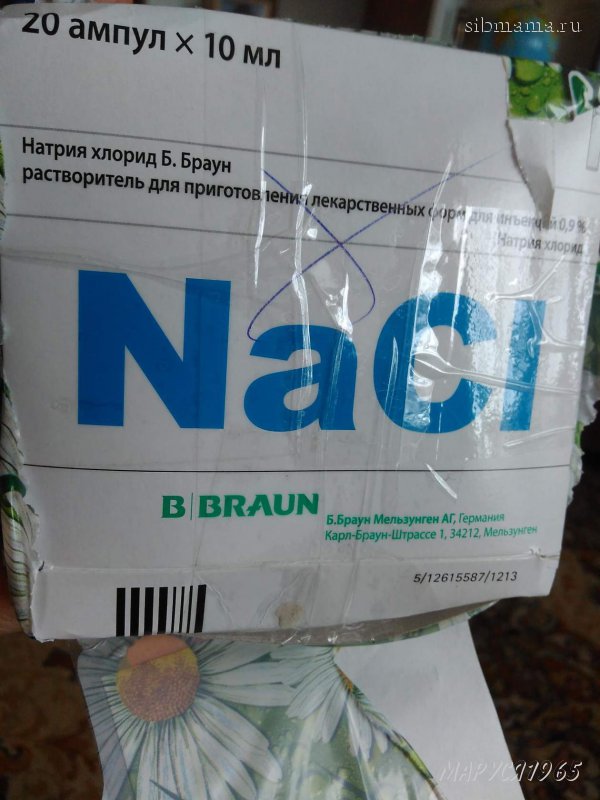 sibmama.ru
20 ампул × 10 мл
Натрия хлорид Б. Браун
растворитель для приготовления лекарственных форм для инъекций 0,9 %
Натрия хлорид
NaCl
B|BRAUN
Б.Браун Мельзунген АГ, Германия
Карл-Браун-Штрассе 1, 34212, Мельзунген
5/12615587/1213
МАРУСЯ1965